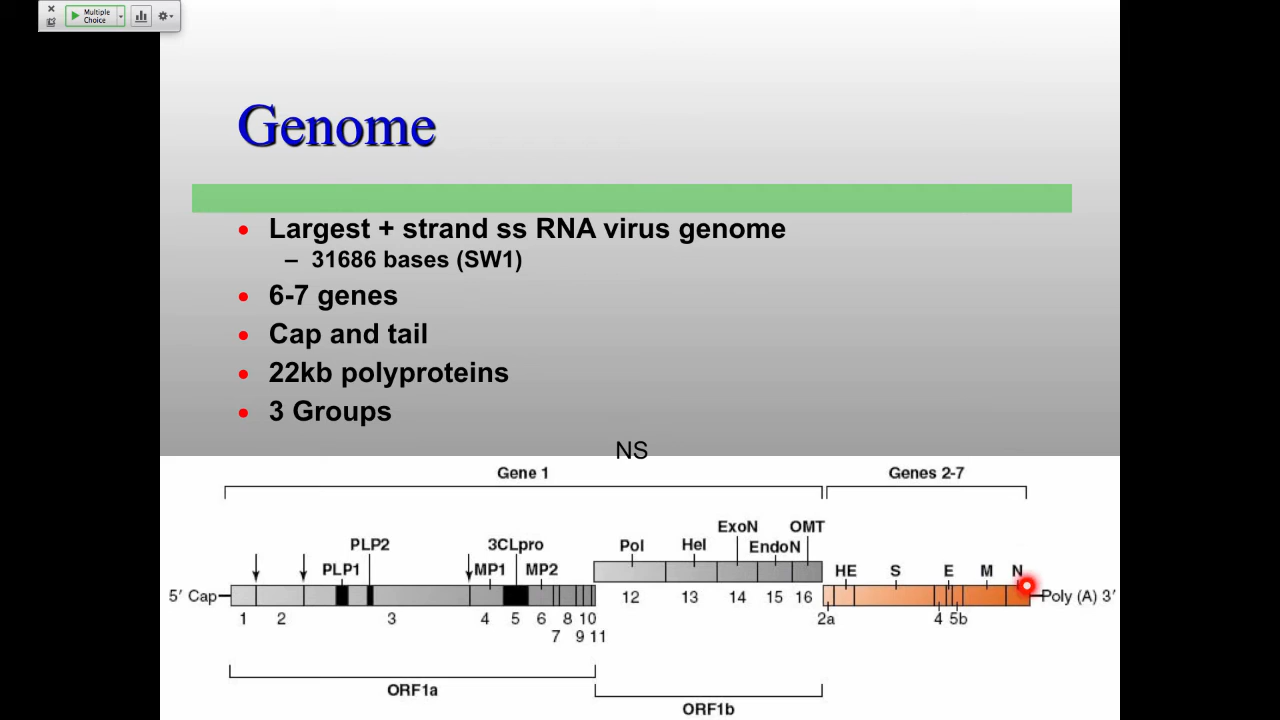 Multiple
Choice
Genome
Largest + strand ss RNA virus genome
– 31686 bases (SW1)
6-7 genes
Cap and tail
22kb polyproteins
3 Groups
NS
Gene 1
Genes 2-7
ExoN OMT
PLP2 3CLpro Pol Hel EndoN
PLP1 MP1 MP2 HE S E M N
5′ Cap Poly (A) 3′
12 13 14 15 16
1 2 3 4 5 6 8 10 2a 4 5b
7 9 11
ORF1a
ORF1b